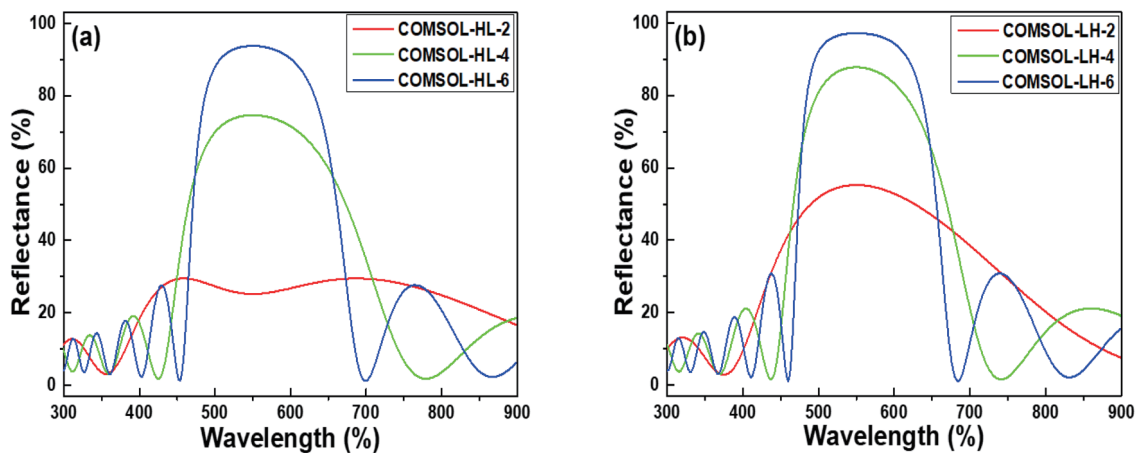 (a)
COMSOL-HL-2
COMSOL-HL-4
COMSOL-HL-6
Reflectance (%)
100
80
60
40
20
0
300 400 500 600 700 800 900
Wavelength (%)
(b)
COMSOL-LH-2
COMSOL-LH-4
COMSOL-LH-6
Reflectance (%)
100
80
60
40
20
0
300 400 500 600 700 800 900
Wavelength (%)